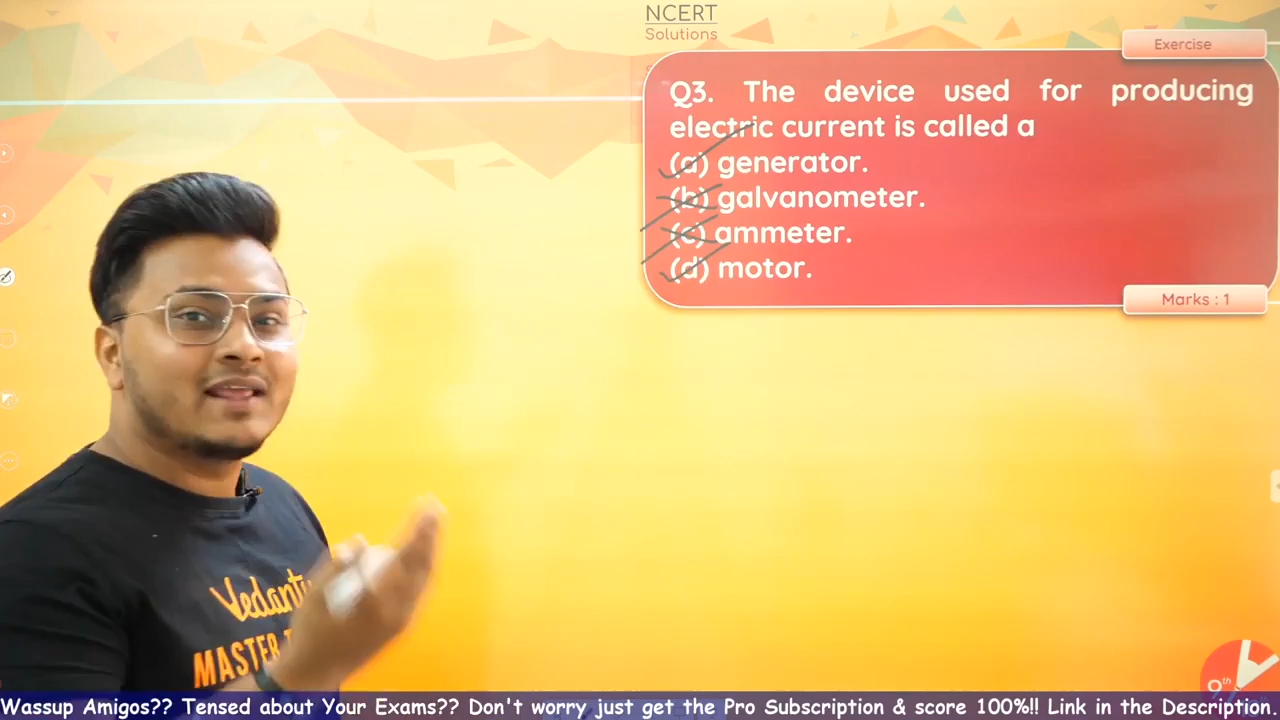 NCERT
Solutions
Exercise
Q3. The device used for producing
electric current is called a
(a) generator.
(b) galvanometer.
(c) ammeter.
(d) motor.
Marks : 1
Vedantu
MASTER
9th
Wassup Amigos?? Tensed about Your Exams?? Don't worry just get the Pro Subscription & score 100%!! Link in the Description.